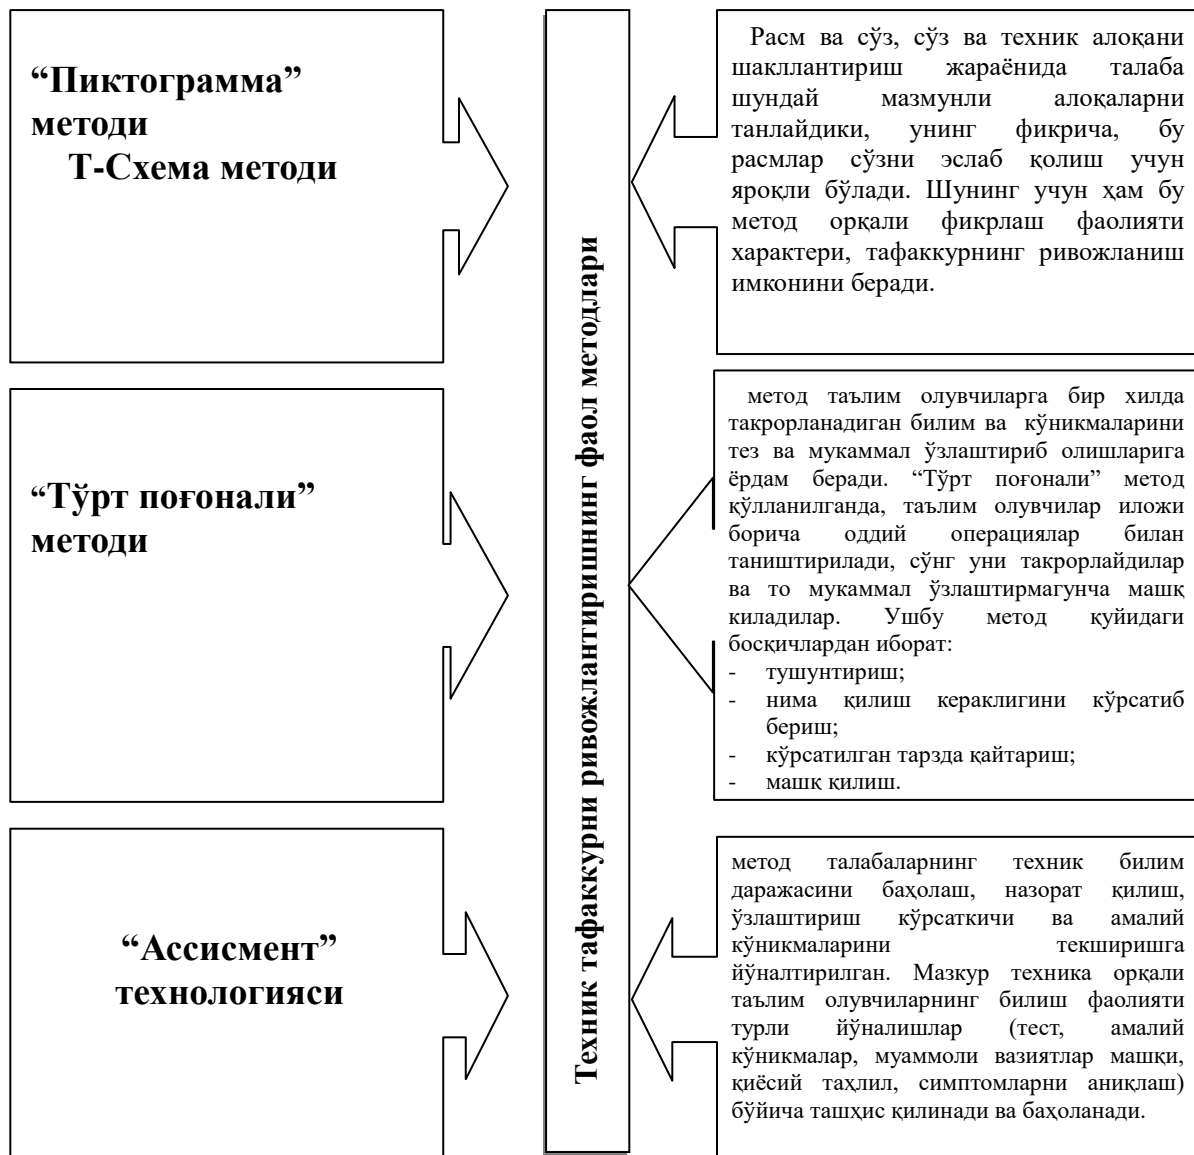 “Пиктограмма”
методи
Т-Схема методи
Расм ва сўз, сўз ва техник алоқани
шакллантириш жараёнида талаба
шундай мазмунли алоқаларни
танлайдики, унинг фикрича, бу
расмлар сўзни эслаб қолиш учун
яроқли бўлади. Шунинг учун ҳам бу
метод орқали фикрлаш фаолияти
характери, тафаккурнинг ривожланиш
имконини беради.
Техник тафаккурни ривожлантиришнинг фаол методлари
“Тўрт поғонали”
методи
метод таълим олувчиларга бир хилда
такрорланадиган билим ва кўникмаларини
тез ва мукаммал ўзлаштириб олишларига
ёрдам беради. “Тўрт поғонали” метод
қўлланилганда, таълим олувчилар иложи
борича оддий операциялар билан
таништирилади, сўнг уни такрорлайдилар
ва то мукаммал ўзлаштирмагунча машқ
киладилар. Ушбу метод қуйидаги
босқичлардан иборат:
- тушунтириш;
- нима қилиш кераклигини кўрсатиб
бериш;
- кўрсатилган тарзда қайтариш;
- машқ қилиш.
“Ассисмент”
технологияси
метод талабаларнинг техник билим
даражасини баҳолаш, назорат қилиш,
ўзлаштириш кўрсаткичи ва амалий
кўникмаларини текширишга
йўналтирилган. Мазкур техника орқали
таълим олувчиларнинг билиш фаолияти
турли йўналишлар (тест, амалий
кўникмалар, муаммоли вазиятлар машқи,
қиёсий таҳлил, симптомларни аниқлаш)
бўйича ташҳис қилинади ва баҳоланади.